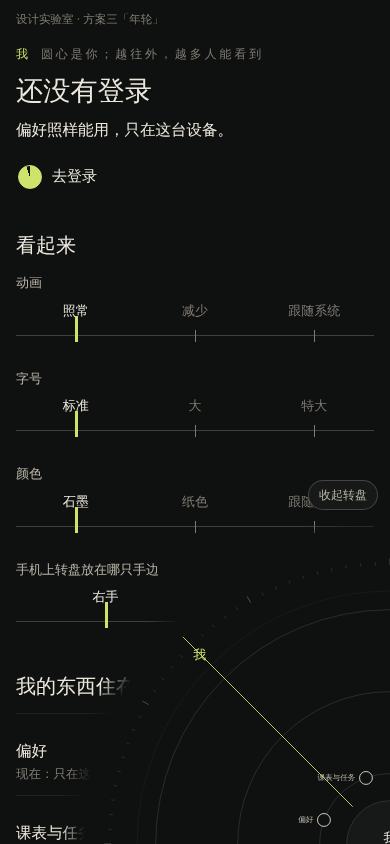 设计实验室 · 方案三「年轮」
我 圆心是你；越往外，越多人能看到
还没有登录
偏好照样能用，只在这台设备。
去登录
看起来
动画
照常 减少 跟随系统
字号
标准 大 特大
颜色
石墨 纸色 跟随
收起转盘
手机上转盘放在哪只手边
右手
我
我的东西住在
偏好
现在：只在这
课表与任务
偏好
课表与任
我